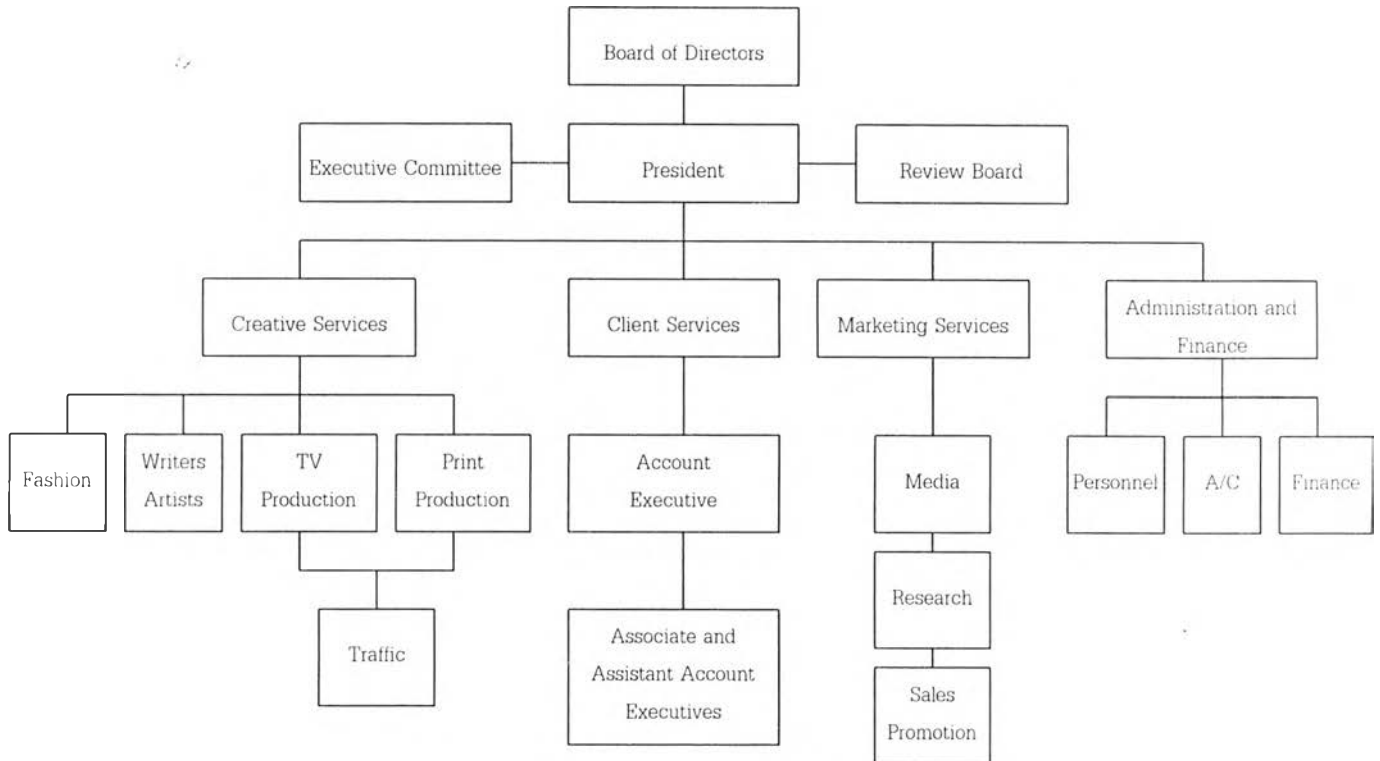 Board of Directors
Executive Committee
President
Review Board
Creative Services
Client Services
Marketing Services
Administration and
Finance
Fashion
Writers
Artists
TV
Production
Print
Production
Account
Executive
Media
Personnel
A/C
Finance
Research
Traffic
Associate and
Assistant Account
Executives
Sales
Promotion